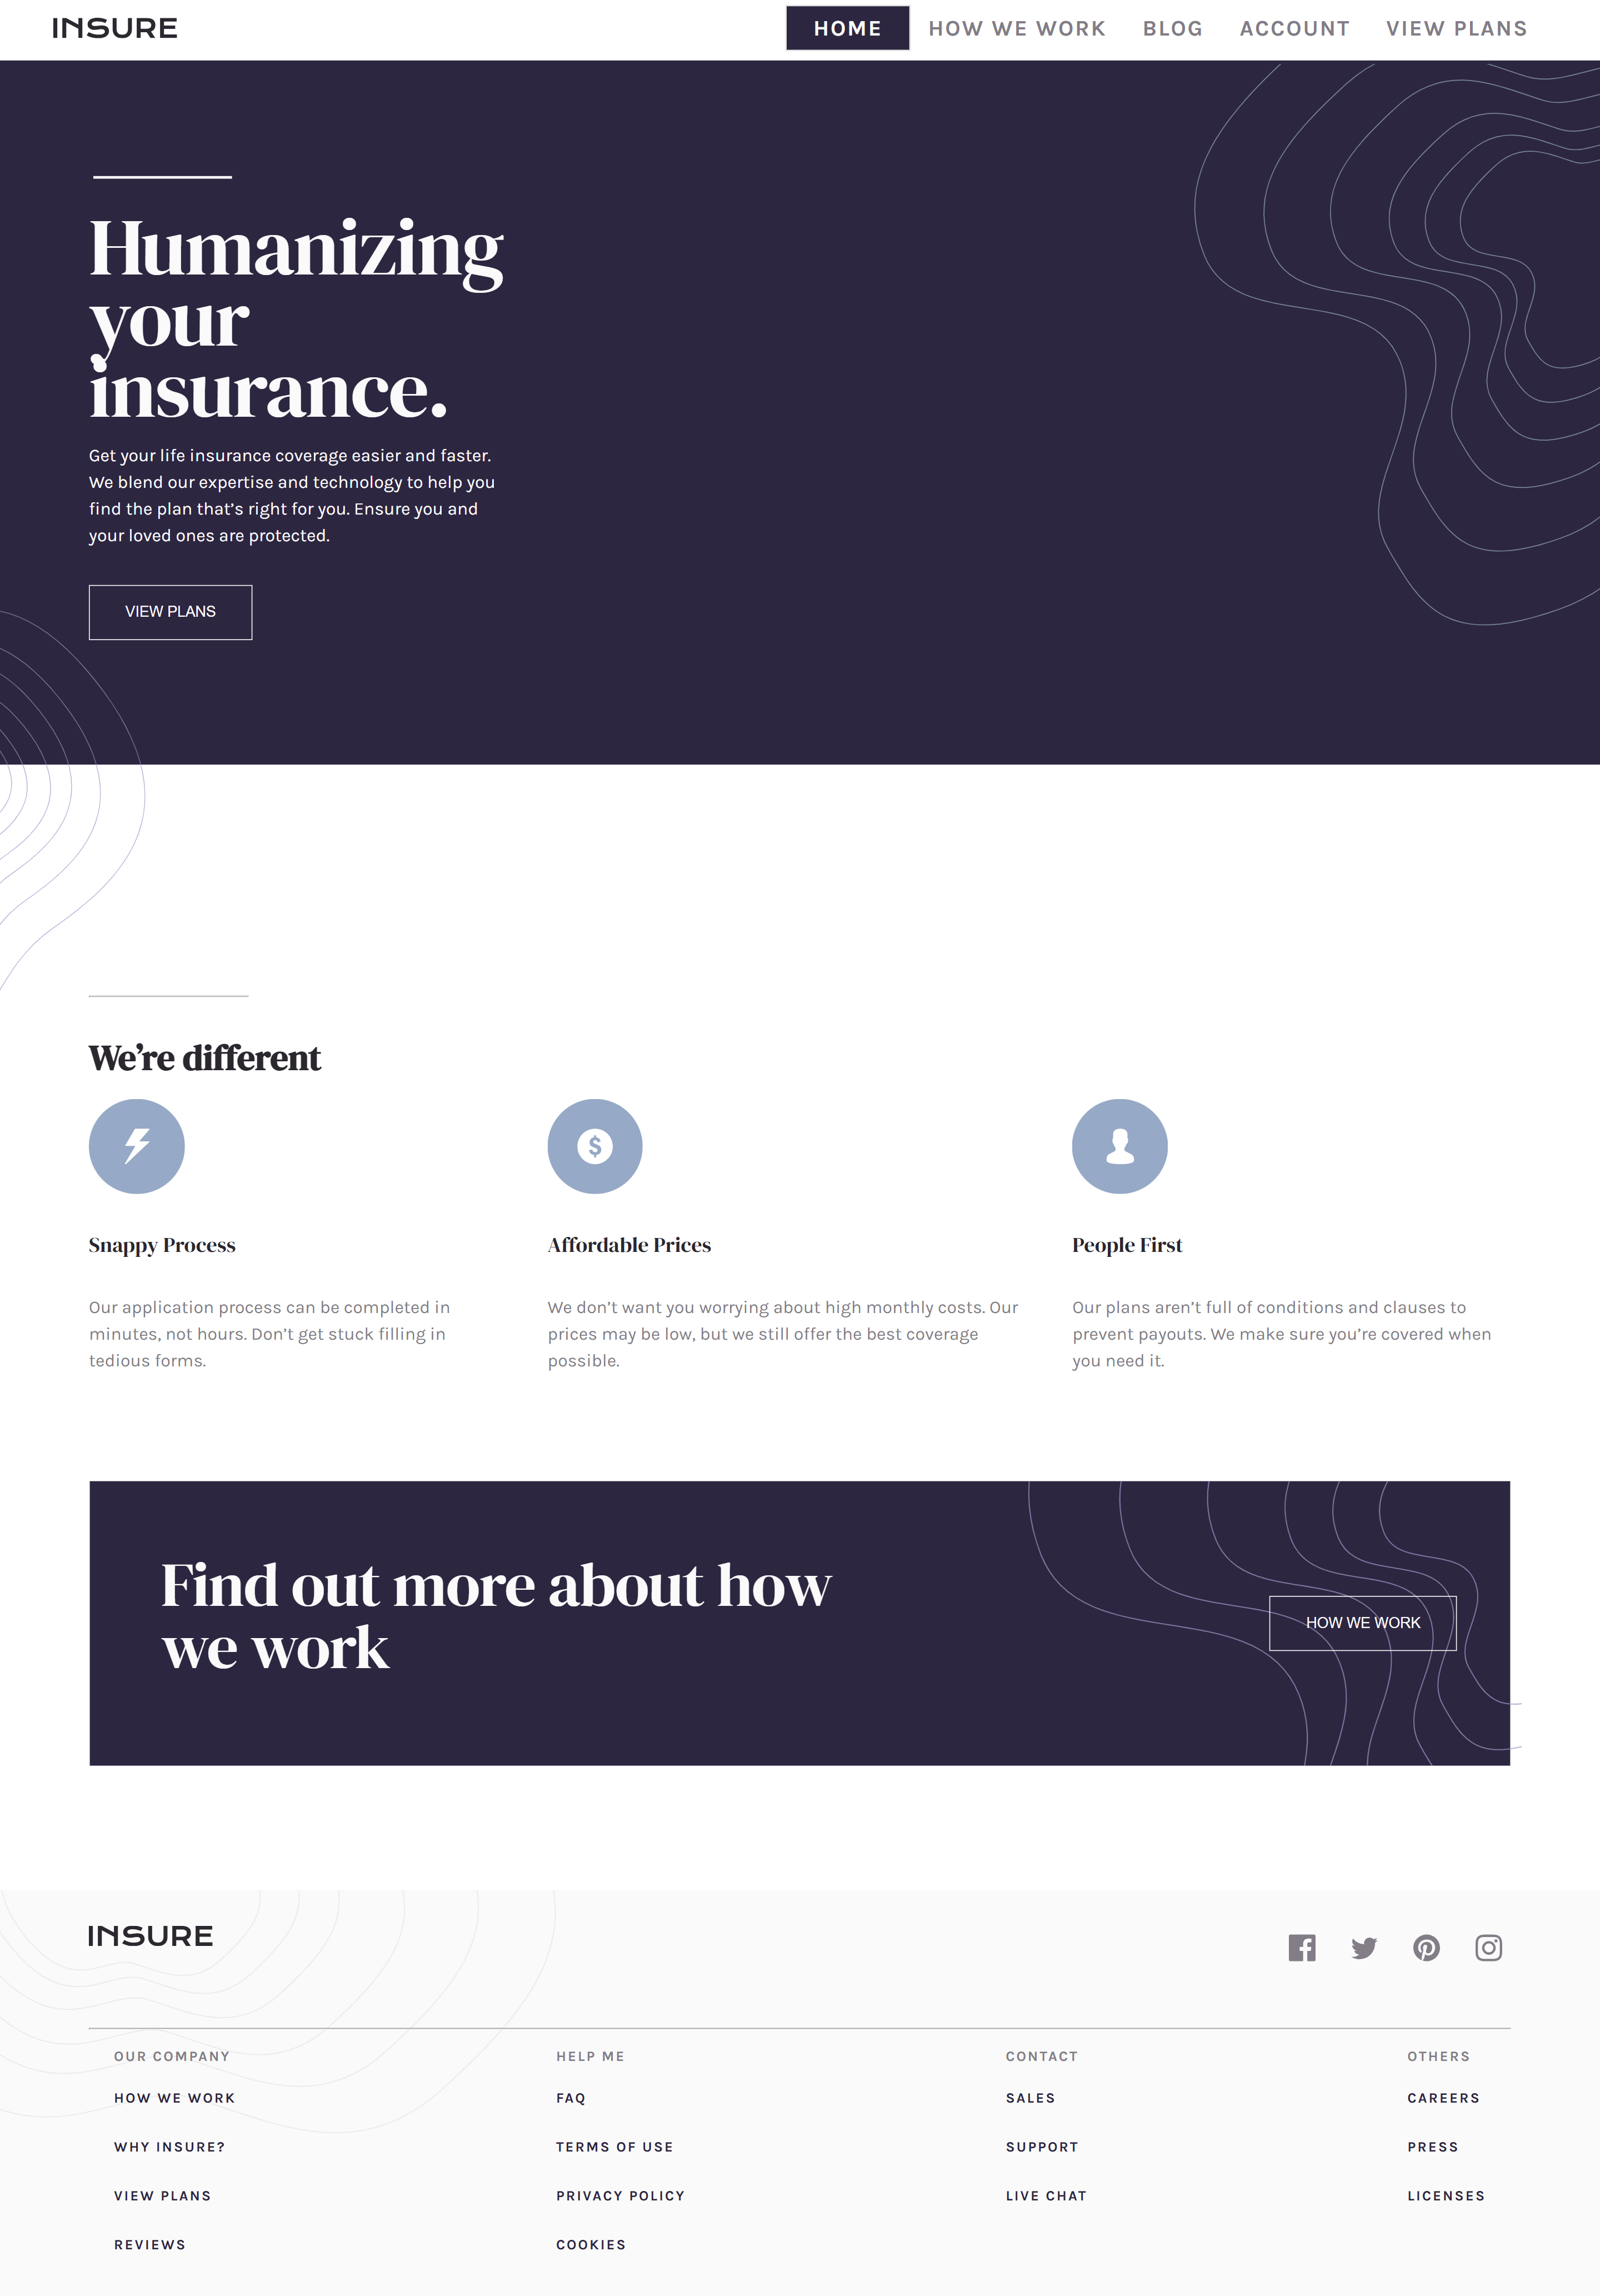 INSURE
HOME HOW WE WORK BLOG ACCOUNT VIEW PLANS
Humanizing
your
insurance.
Get your life insurance coverage easier and faster.
We blend our expertise and technology to help you
find the plan that’s right for you. Ensure you and
your loved ones are protected.
VIEW PLANS
We’re different
Snappy Process
Our application process can be completed in
minutes, not hours. Don’t get stuck filling in
tedious forms.
Affordable Prices
We don’t want you worrying about high monthly costs. Our
prices may be low, but we still offer the best coverage
possible.
People First
Our plans aren’t full of conditions and clauses to
prevent payouts. We make sure you’re covered when
you need it.
Find out more about how
we work
HOW WE WORK
INSURE
OUR COMPANY
HOW WE WORK
WHY INSURE?
VIEW PLANS
REVIEWS
HELP ME
FAQ
TERMS OF USE
PRIVACY POLICY
COOKIES
CONTACT
SALES
SUPPORT
LIVE CHAT
OTHERS
CAREERS
PRESS
LICENSES